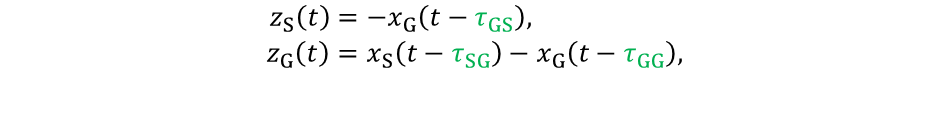 z_S(t) = −x_G(t − τ_GS),
z_G(t) = x_S(t − τ_SG) − x_G(t − τ_GG),